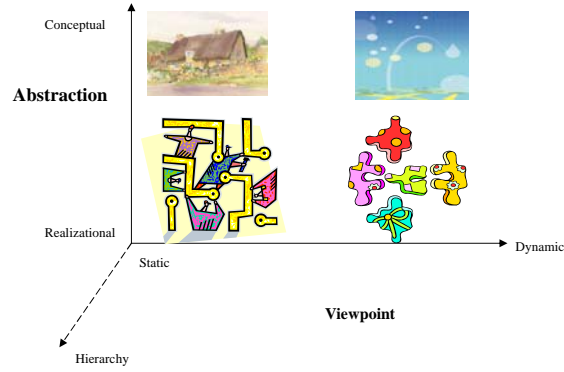 Conceptual
Abstraction
Realizational
Static
Dynamic
Viewpoint
Hierarchy